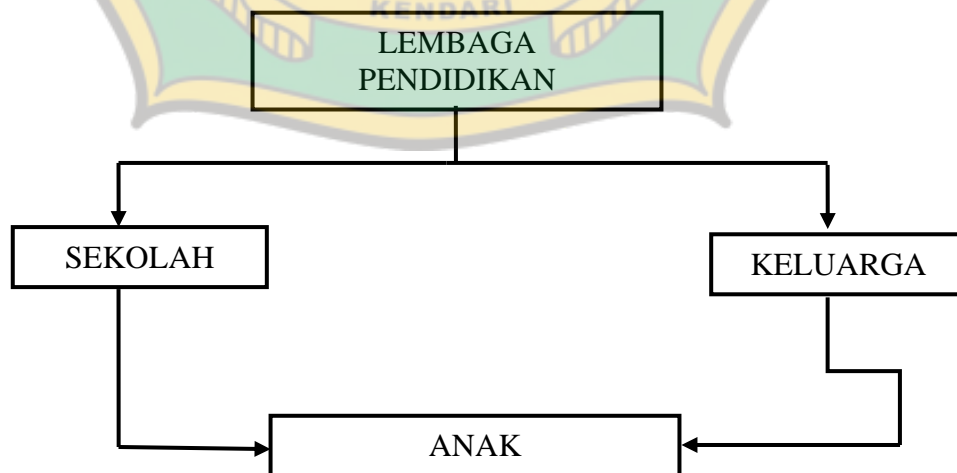 KENDARI
LEMBAGA
PENDIDIKAN
SEKOLAH
KELUARGA
ANAK